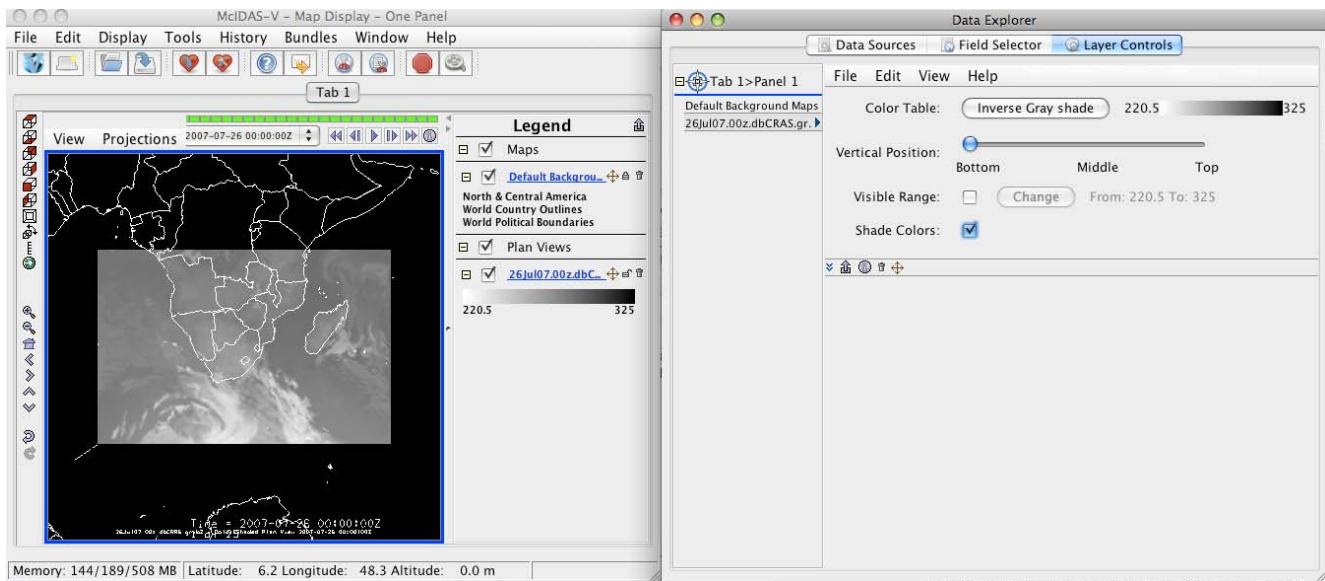 McIDAS-V – Map Display – One Panel
File Edit Display Tools History Bundles Window Help
Tab 1
View Projections 2007-07-26 00:00:00Z
Legend
Maps
Default Backgrou...
North & Central America
World Country Outlines
World Political Boundaries
Plan Views
26Jul07.00z.dbC...
220.5 325
Time = 2007-07-26 00:00:00Z
Memory: 144/189/508 MB Latitude: 6.2 Longitude: 48.3 Altitude: 0.0 m
Data Explorer
Data Sources Field Selector Layer Controls
Tab 1>Panel 1
Default Background Maps
26Jul07.00z.dbCRAS.gr.
File Edit View Help
Color Table: Inverse Gray shade 220.5 325
Vertical Position:
Bottom Middle Top
Visible Range: Change From: 220.5 To: 325
Shade Colors: